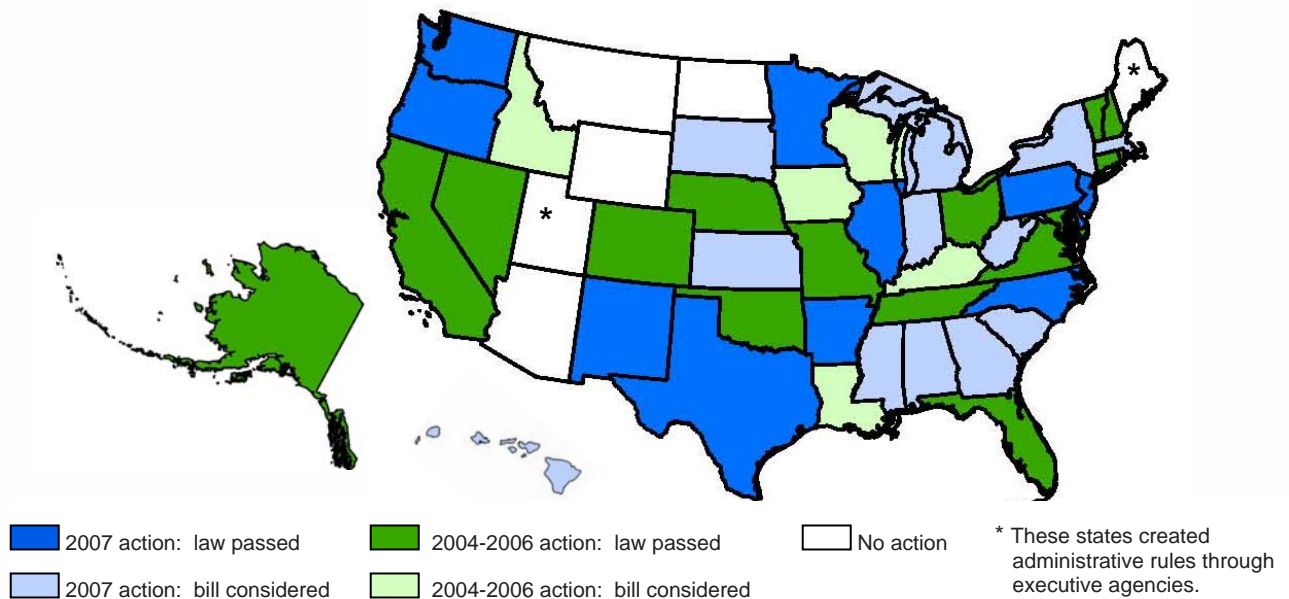 *
*
2007 action: law passed
2004-2006 action: law passed
No action
* These states created
administrative rules through
executive agencies.
2007 action: bill considered
2004-2006 action: bill considered